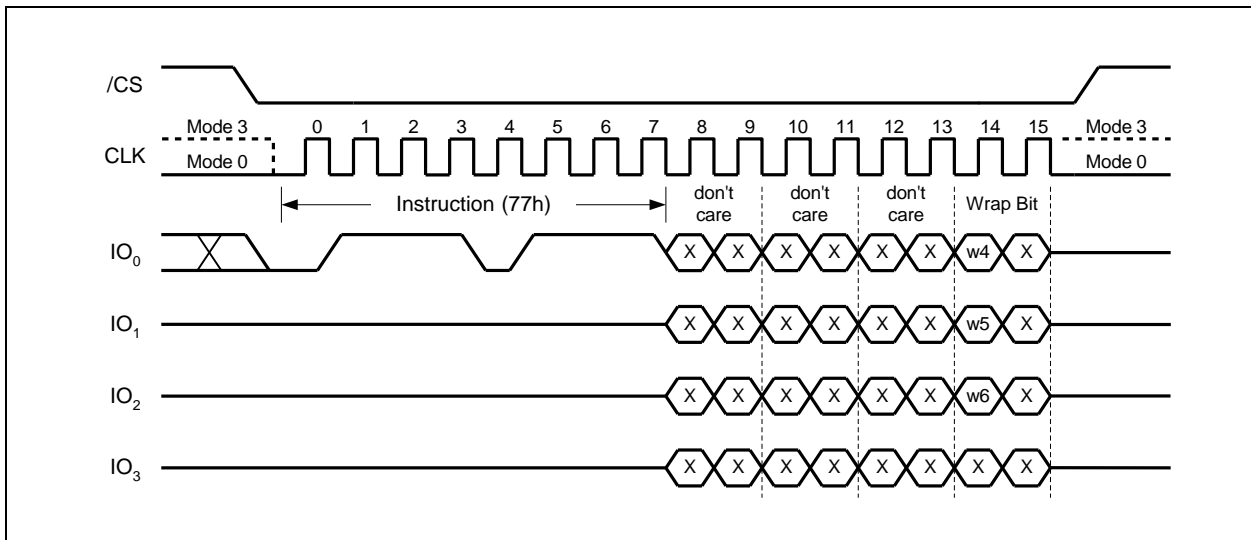 /CS
Mode 3 0 1 2 3 4 5 6 7 8 9 10 11 12 13 14 15 Mode 3
CLK
Mode 0 Mode 0
Instruction (77h) don't care don't care don't care Wrap Bit
IO0 X X X X X X w4 X
IO1 X X X X X X w5 X
IO2 X X X X X X w6 X
IO3 X X X X X X X X